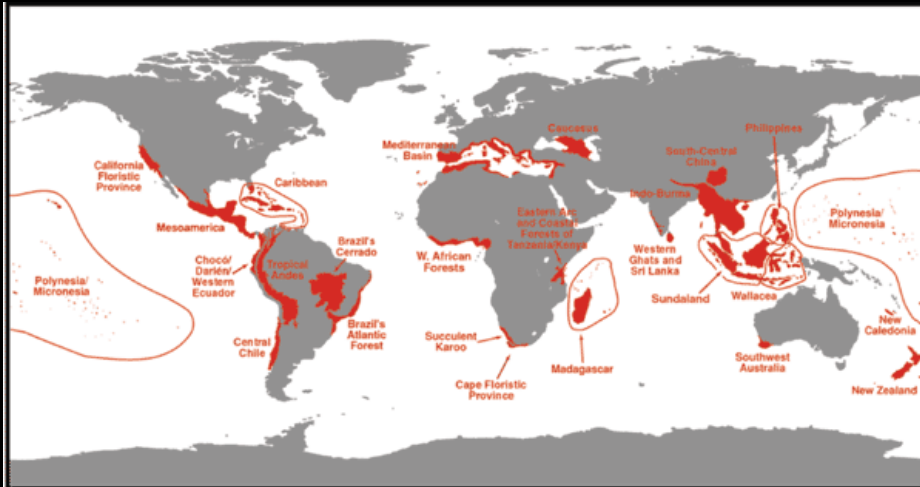 California
Floristic
Province
Mesoamerica
Caribbean
Polynesia/
Micronesia
Chocó/
Darién/
Western
Ecuador
Tropical
Andes
Brazil's
Cerrado
Brazil's
Atlantic
Forest
Central
Chile
Mediterranean
Basin
Caucasus
W. African
Forests
Eastern Arc
and Coastal
Forests of
Tanzania/Kenya
Succulent
Karoo
Cape Floristic
Province
Madagascar
South-Central
China
Indo-Burma
Philippines
Western
Ghats and
Sri Lanka
Sundaland
Wallacea
Polynesia/
Micronesia
Southwest
Australia
New
Caledonia
New Zealand